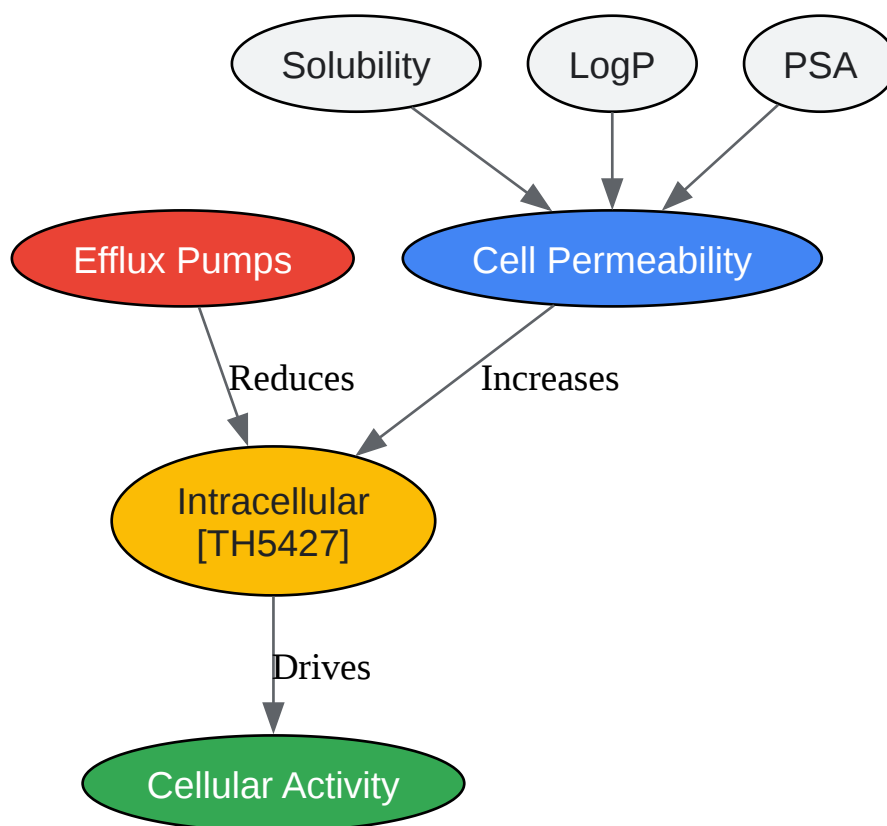 Solubility
LogP
PSA
Efflux Pumps
Cell Permeability
Reduces
Increases
Intracellular
[TH5427]
Drives
Cellular Activity